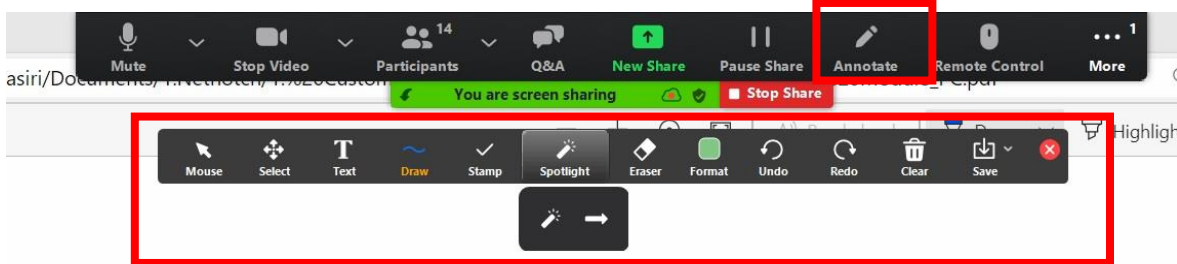 14
1
Mute Stop Video Participants Q&A New Share Pause Share Annotate Remote Control More
asiri/Do
You are screen sharing Stop Share
Highligh
Mouse Select Text Draw Stamp Spotlight Eraser Format Undo Redo Clear Save